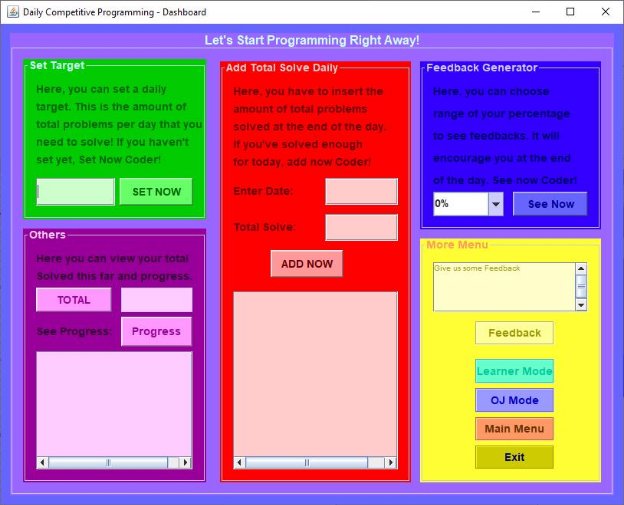 Daily Competitive Programming - Dashboard
Let's Start Programming Right Away!
Set Target
Here, you can set a daily
target. This is the amount of
total problems per day that you
need to solve! If you haven't
set yet, Set Now Coder!
SET NOW
Others
Here you can view your total
Solved this far and progress.
TOTAL
See Progress:
Progress
Add Total Solve Daily
Here, you have to insert the
amount of total problems
solved at the end of the day.
If you've solved enough
for today, add now Coder!
Enter Date:
Total Solve:
ADD NOW
Feedback Generator
Here, you can choose
range of your percentage
to see feedbacks. It will
encourage you at the end
of the day. See now Coder!
0%
See Now
More Menu
Give us some Feedback
Feedback
Learner Mode
OJ Mode
Main Menu
Exit